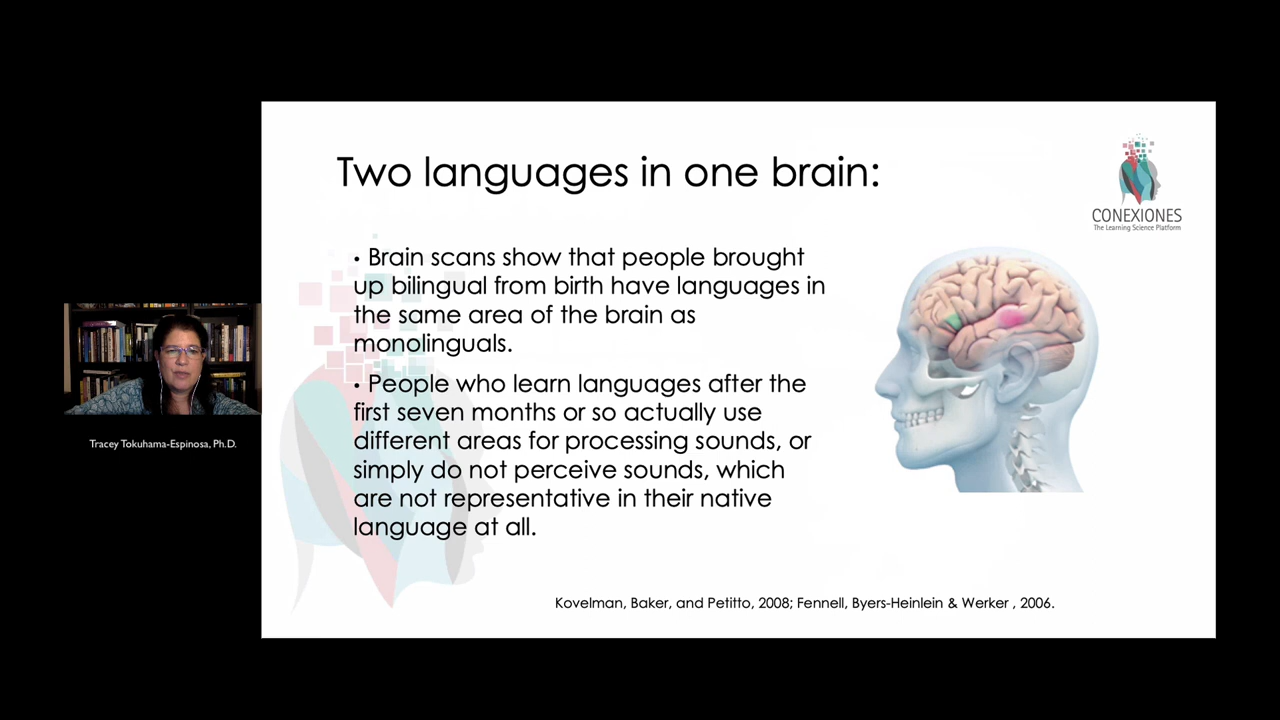 Two languages in one brain:
CONEXIONES
The Learning Science Platform
• Brain scans show that people brought
up bilingual from birth have languages in
the same area of the brain as
monolinguals.
• People who learn languages after the
first seven months or so actually use
different areas for processing sounds, or
simply do not perceive sounds, which
are not representative in their native
language at all.
Tracey Tokuhama-Espinosa, Ph.D.
Kovelman, Baker, and Petitto, 2008; Fennell, Byers-Heinlein & Werker , 2006.